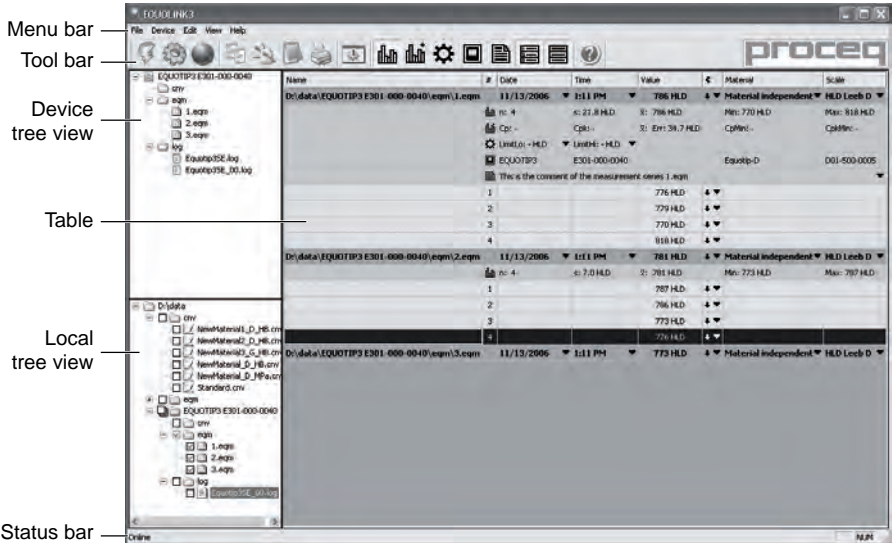 EQUOLINK3
Menu bar
File Device Edit View Help
Tool bar
proceq
Device tree view
EQUOTIP3 E301-000-0040
cnv
eqm
1.eqm
2.eqm
3.eqm
log
Equotip35E.log
Equotip35E_00.log
Table
Name # Date Time Value Material Scale
D:\data\EQUOTIP3 E301-000-0040\eqm\1.eqm 11/13/2006 1:11 PM 786 HLD Material independent HLD Leeb D
n: 4 s: 21.8 HLD x̄: 786 HLD Min: 770 HLD Max: 818 HLD
Cp: - Cpk: - x̄: Err: 34.7 HLD CpMin: - CpkMin: -
LimitLo: - HLD LimitHi: - HLD
EQUOTIP3 E301-000-0040 Equotip-D D01-500-0005
This is the comment of the measurement series 1.eqm
1 776 HLD
2 779 HLD
3 770 HLD
4 818 HLD
D:\data\EQUOTIP3 E301-000-0040\eqm\2.eqm 11/13/2006 1:11 PM 781 HLD Material independent HLD Leeb D
n: 4 s: 7.0 HLD x̄: 781 HLD Min: 773 HLD Max: 787 HLD
1 787 HLD
2 786 HLD
3 773 HLD
4 776 HLD
D:\data\EQUOTIP3 E301-000-0040\eqm\3.eqm 11/13/2006 1:11 PM 773 HLD Material independent HLD Leeb D
Local tree view
D:\data
cnv
NewMaterial1_D_HB.cnv
NewMaterial2_D_HB.cnv
NewMaterial3_G_HB.cnv
NewMaterial_D_HB.cnv
NewMaterial_D_MPa.cnv
Standard.cnv
eqm
EQUOTIP3 E301-000-0040
cnv
eqm
1.eqm
2.eqm
3.eqm
log
Equotip35E_00.log
Status bar
Online NUM